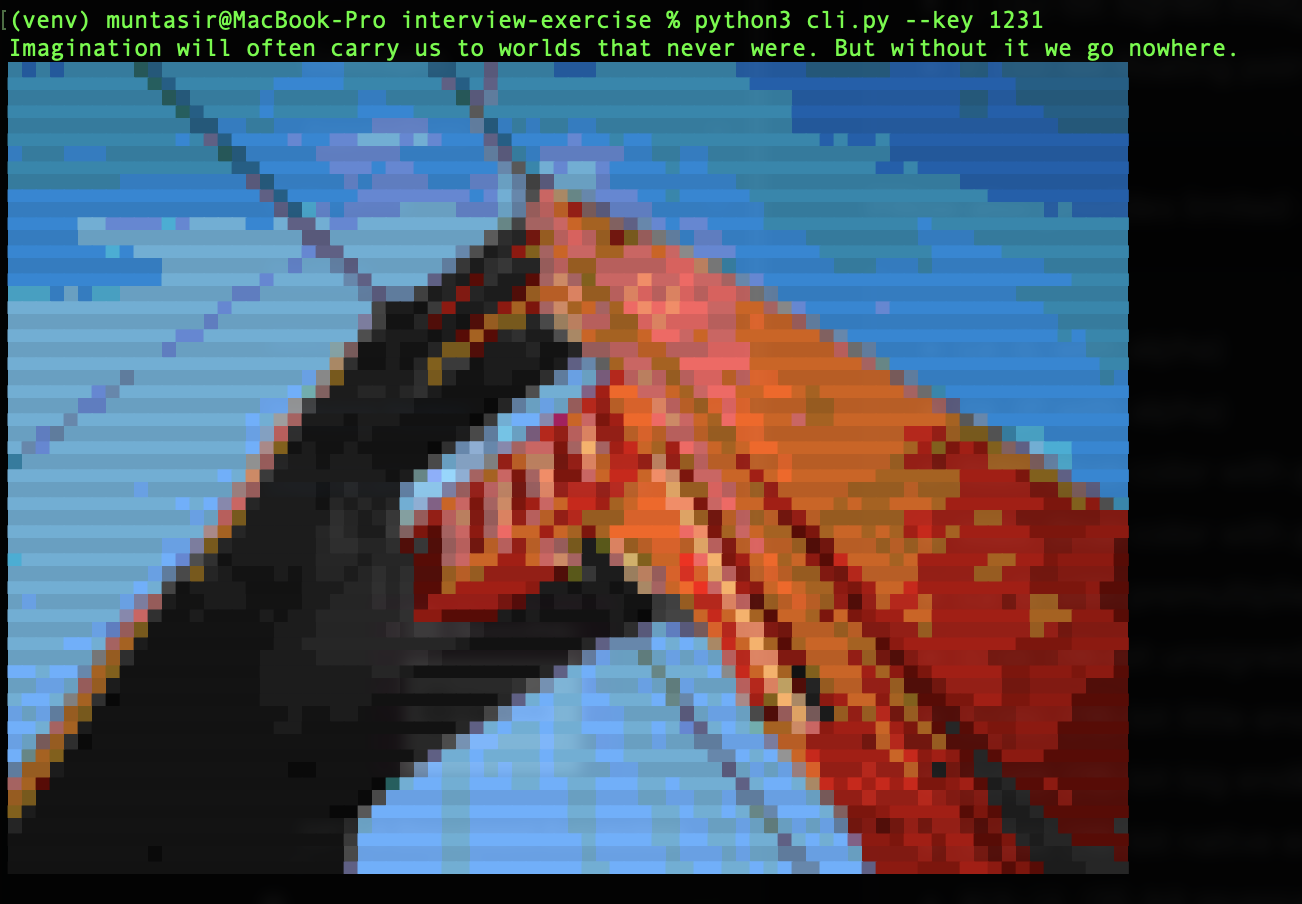 [(venv) muntasir@MacBook-Pro interview-exercise % python3 cli.py --key 1231
Imagination will often carry us to worlds that never were. But without it we go nowhere.